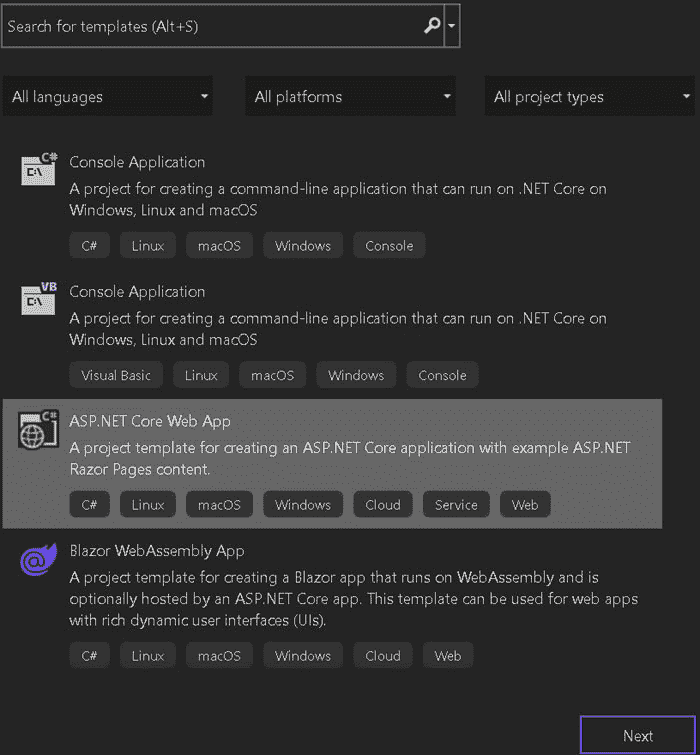 Search for templates (Alt+S)
All languages
All platforms
All project types
C#
C:\
Console Application
A project for creating a command-line application that can run on .NET Core on
Windows, Linux and macOS
C# Linux macOS Windows Console
VB
C:\
Console Application
A project for creating a command-line application that can run on .NET Core on
Windows, Linux and macOS
Visual Basic Linux macOS Windows Console
C#
ASP.NET Core Web App
A project template for creating an ASP.NET Core application with example ASP.NET
Razor Pages content.
C# Linux macOS Windows Cloud Service Web
@
Blazor WebAssembly App
A project template for creating a Blazor app that runs on WebAssembly and is
optionally hosted by an ASP.NET Core app. This template can be used for web apps
with rich dynamic user interfaces (UIs).
C# Linux macOS Windows Cloud Web
Next